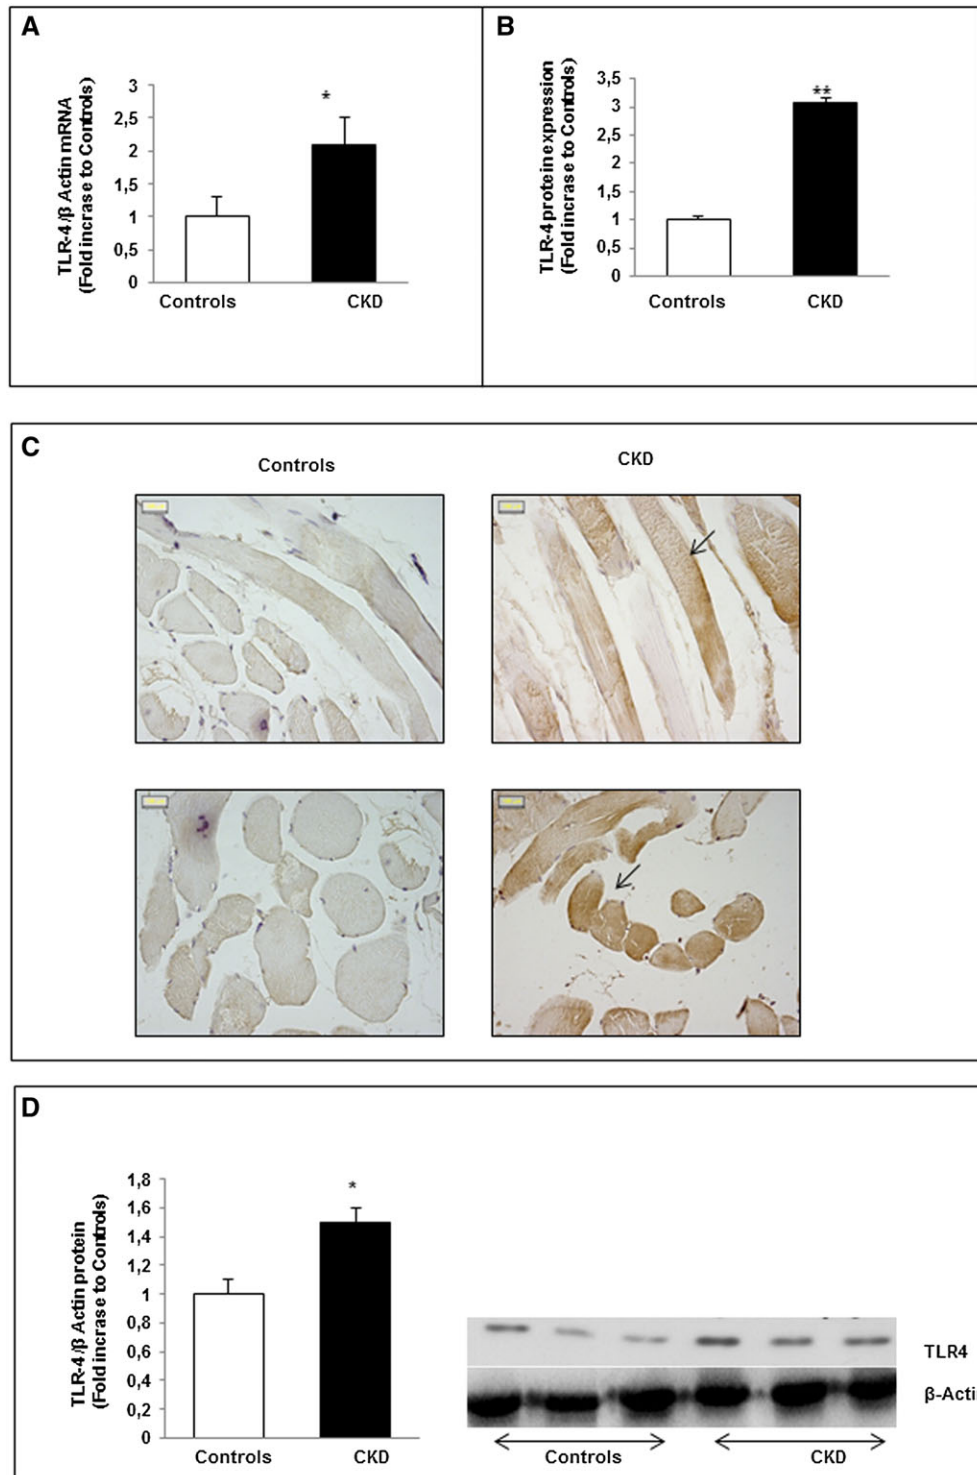 A
TLR-4/β Actin mRNA
(Fold incrase to Controls)
3
2,5
2
1,5
1
0,5
0
*
Controls
CKD
B
TLR-4 proteine expression
(Fold increase to Controls)
3,5
3
2,5
2
1,5
1
0,5
0
**
Controls
CKD
C
Controls
CKD
D
TLR-4/β Actin protein
(Fold incrase to Controls)
1,8
1,6
1,4
1,2
1
0,8
0,6
0,4
0,2
0
*
Controls
CKD
TLR4
β-Acti
Controls
CKD